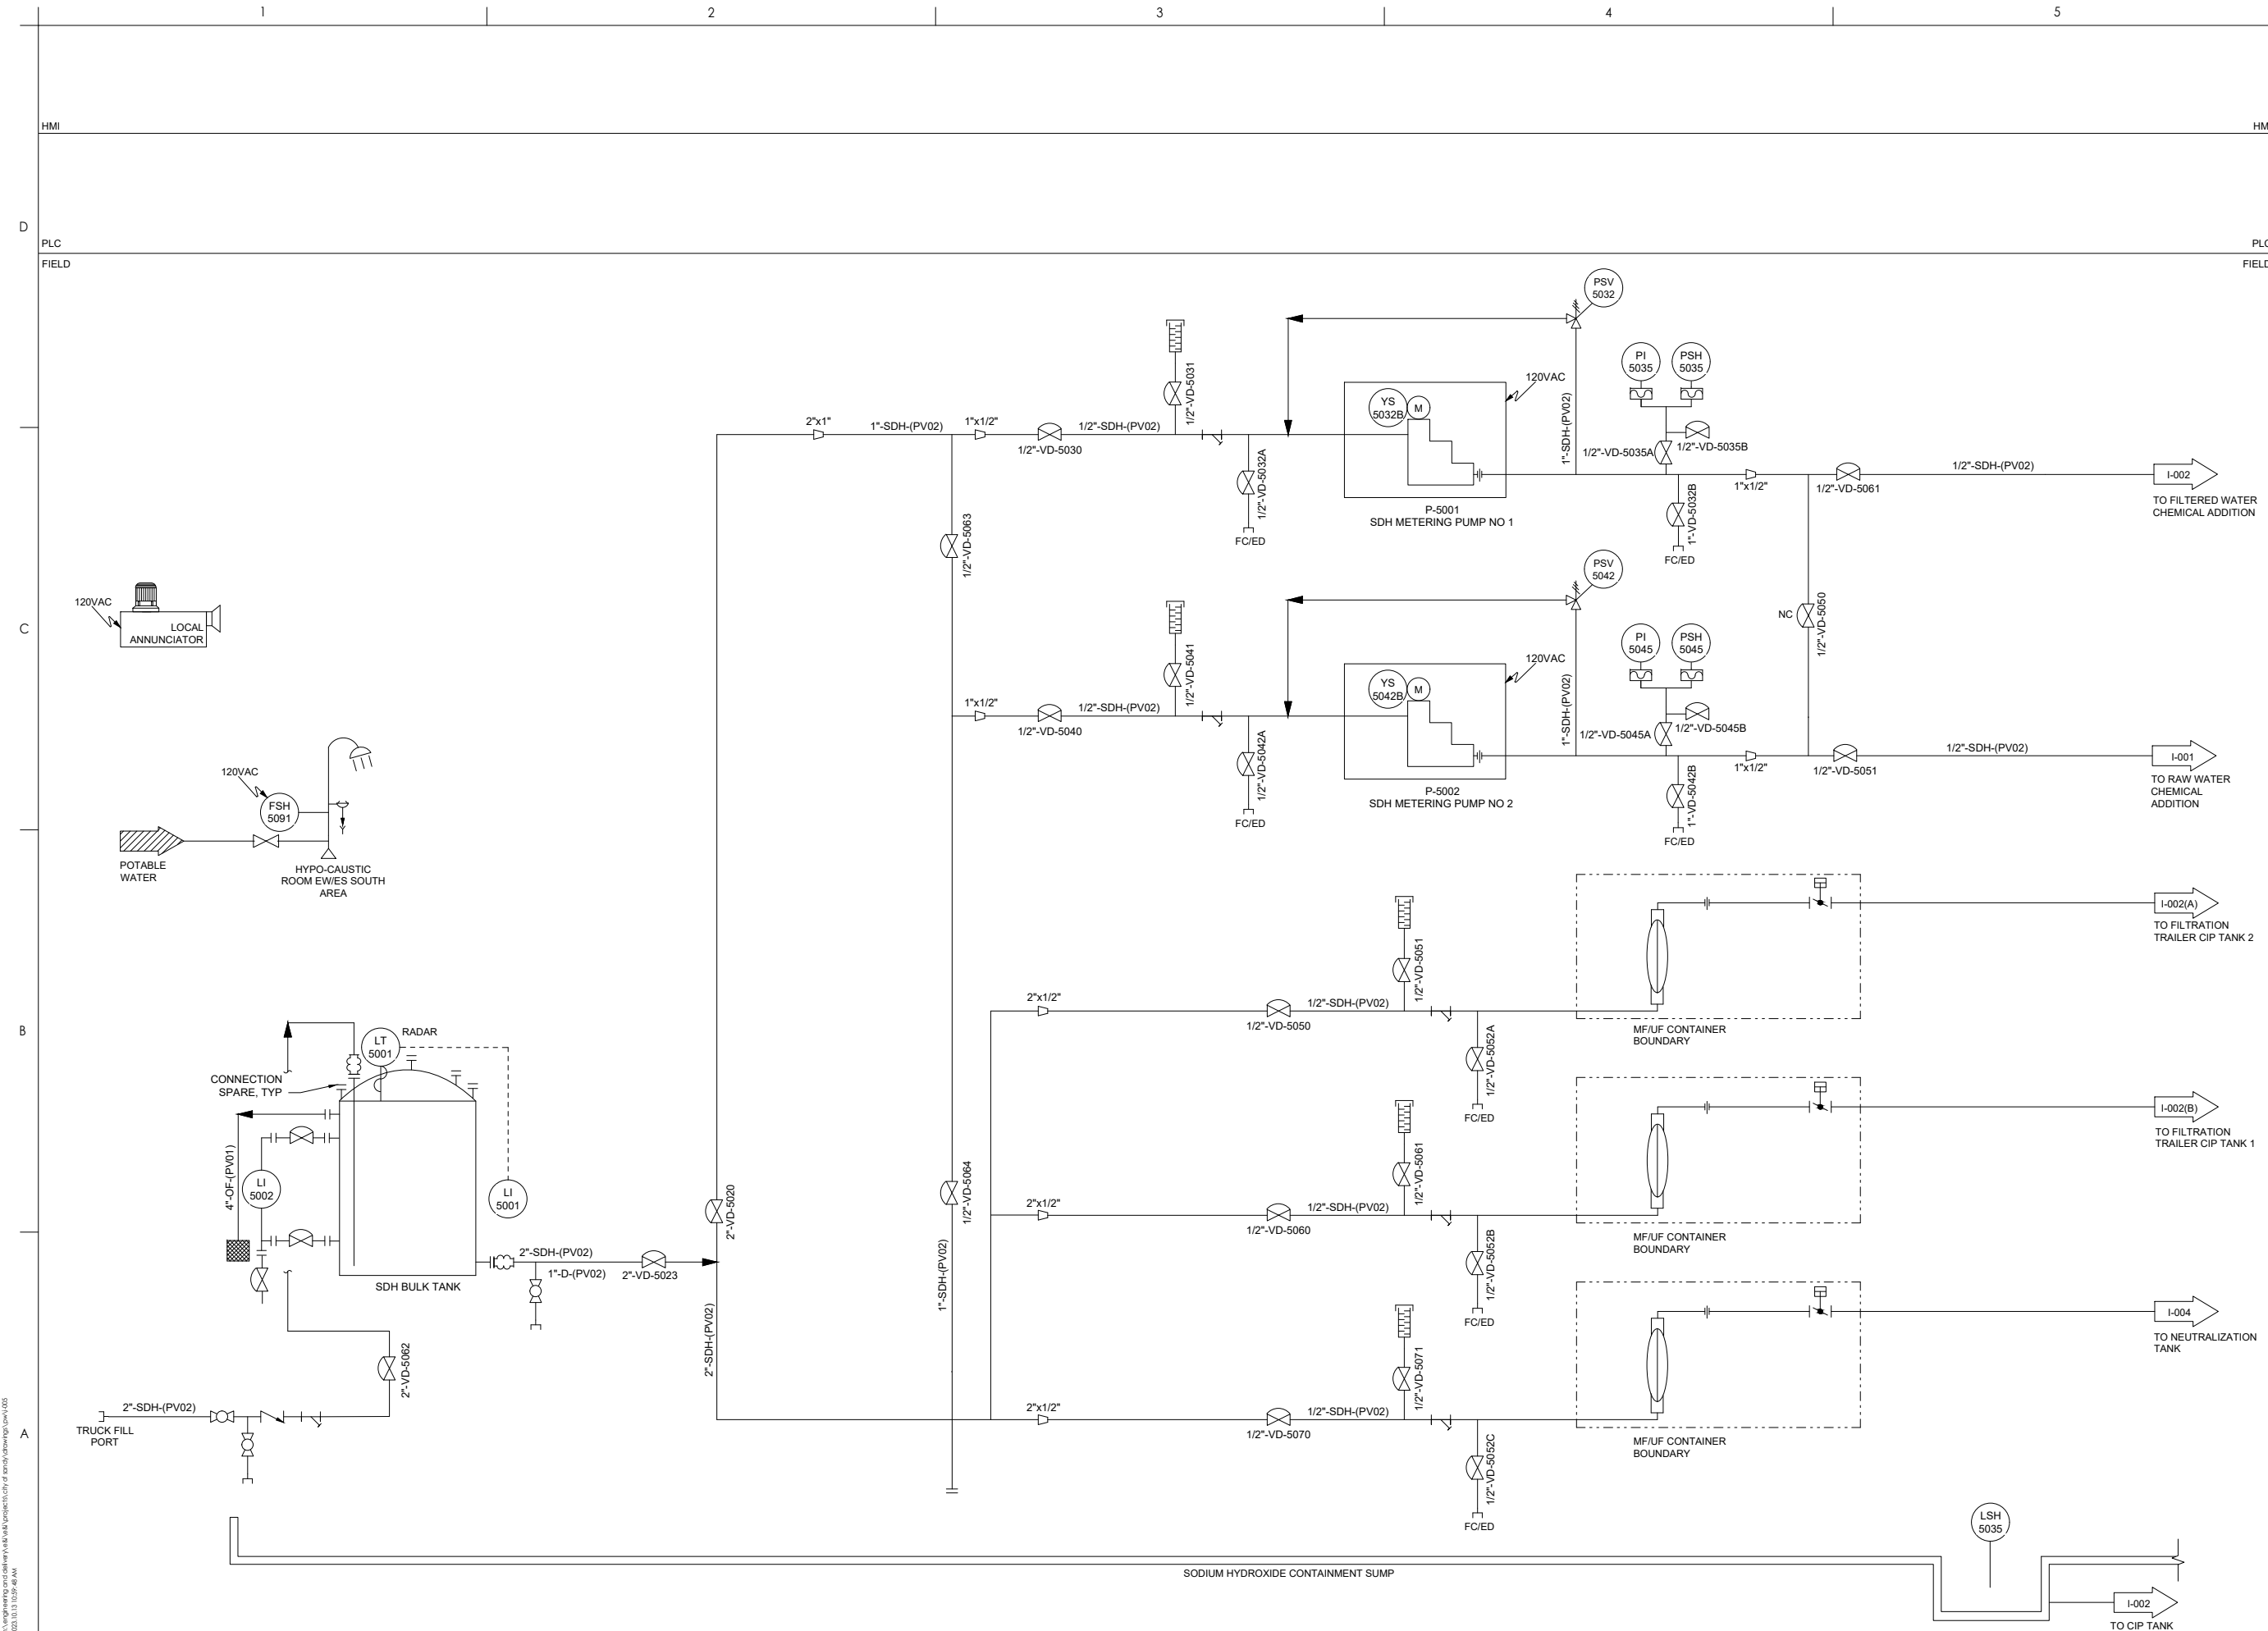 1
2
3
4
5
HMI
HM
D
PLC
PLC
FIELD
FIELD
PSV
5032
PI
5035
PSH
5035
1/2"-VD-5031
120VAC
YS
5032B
M
1"-SDH-(PV02)
2"x1"
1"-SDH-(PV02)
1"x1/2"
1/2"-SDH-(PV02)
1/2"-VD-5030
1/2"-VD-5035A
1/2"-VD-5035B
1/2"-VD-5032A
1"x1/2"
1/2"-VD-5061
1/2"-SDH-(PV02)
I-002
TO FILTERED WATER
CHEMICAL ADDITION
1"-VD-5032B
P-5001
SDH METERING PUMP NO 1
FC/ED
FC/ED
1/2"-VD-5063
PSV
5042
C
120VAC
LOCAL
ANNUNCIATOR
NC
1/2"-VD-5050
PI
5045
PSH
5045
1/2"-VD-5041
120VAC
YS
5042B
M
1"-SDH-(PV02)
1"x1/2"
1/2"-SDH-(PV02)
1/2"-VD-5040
1/2"-VD-5045A
1/2"-VD-5045B
1/2"-VD-5042A
1"x1/2"
1/2"-VD-5051
1/2"-SDH-(PV02)
I-001
TO RAW WATER
CHEMICAL
ADDITION
1"-VD-5042B
P-5002
SDH METERING PUMP NO 2
FC/ED
FC/ED
120VAC
FSH
5091
POTABLE
WATER
HYPO-CAUSTIC
ROOM EW/ES SOUTH
AREA
I-002(A)
TO FILTRATION
TRAILER CIP TANK 2
1/2"-VD-5051
2"x1/2"
1/2"-SDH-(PV02)
1/2"-VD-5050
MF/UF CONTAINER
BOUNDARY
1/2"-VD-5052A
FC/ED
B
LT
5001
RADAR
CONNECTION
SPARE, TYP
4"-OF-(PV01)
LI
5002
LI
5001
I-002(B)
TO FILTRATION
TRAILER CIP TANK 1
1/2"-VD-5061
2"-VD-5020
1/2"-VD-5064
2"x1/2"
1/2"-SDH-(PV02)
1/2"-VD-5060
MF/UF CONTAINER
BOUNDARY
1/2"-VD-5052B
FC/ED
2"-SDH-(PV02)
1"-D-(PV02)
2"-VD-5023
SDH BULK TANK
1"-SDH-(PV02)
2"-SDH-(PV02)
I-004
TO NEUTRALIZATION
TANK
2"-VD-5062
1/2"-VD-5071
2"x1/2"
1/2"-SDH-(PV02)
1/2"-VD-5070
MF/UF CONTAINER
BOUNDARY
1/2"-VD-5052C
FC/ED
A
2"-SDH-(PV02)
TRUCK FILL
PORT
LSH
5035
SODIUM HYDROXIDE CONTAINMENT SUMP
I-002
TO CIP TANK